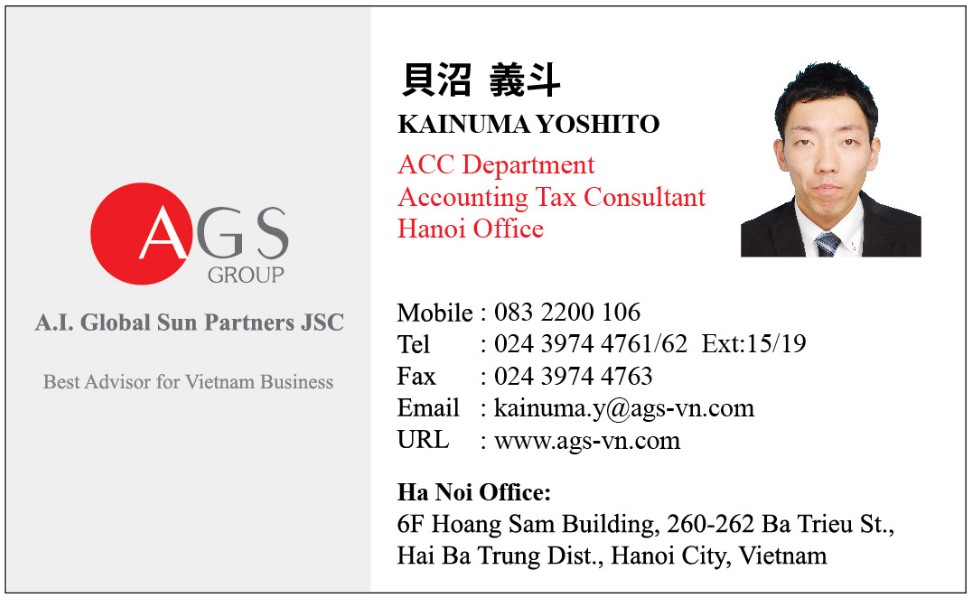 AGS
GROUP
A.I. Global Sun Partners JSC
Best Advisor for Vietnam Business
貝沼 義斗
KAINUMA YOSHITO
ACC Department
Accounting Tax Consultant
Hanoi Office
Mobile : 083 2200 106
Tel : 024 3974 4761/62 Ext:15/19
Fax : 024 3974 4763
Email : kainuma.y@ags-vn.com
URL : www.ags-vn.com
Ha Noi Office:
6F Hoang Sam Building, 260-262 Ba Trieu St.,
Hai Ba Trung Dist., Hanoi City, Vietnam